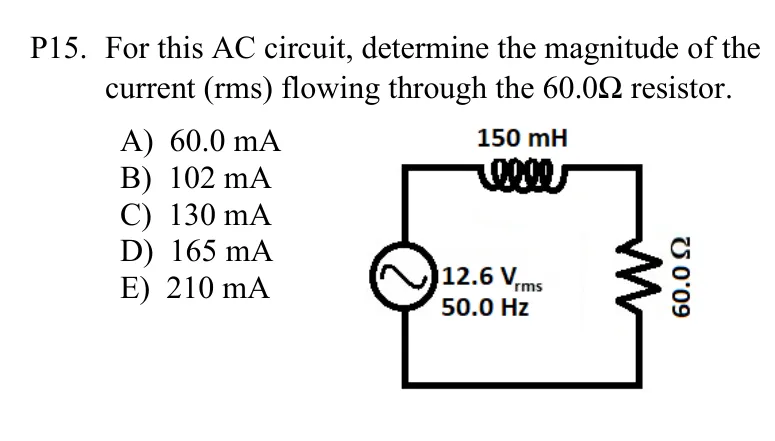 P15. For this AC circuit, determine the magnitude of the
current (rms) flowing through the 60.0Ω resistor.
A) 60.0 mA
B) 102 mA
C) 130 mA
D) 165 mA
E) 210 mA
150 mH
12.6 Vrms
50.0 Hz
60.0 Ω